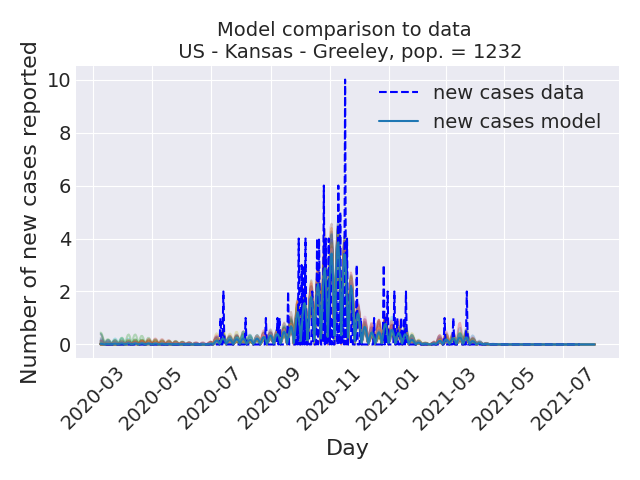 Model comparison to data
US - Kansas - Greeley, pop. = 1232
Number of new cases reported
10
8
6
4
2
0
new cases data
new cases model
2020-03
2020-05
2020-07
2020-09
2020-11
2021-01
2021-03
2021-05
2021-07
Day